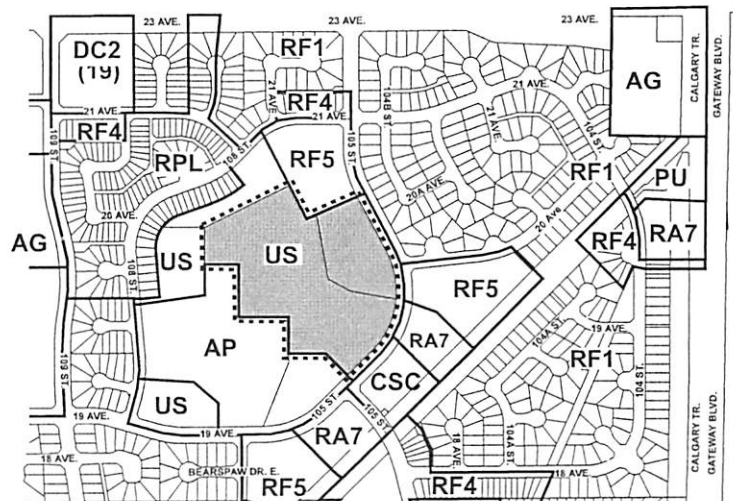 23 AVE.
23 AVE.
23 AVE.
DC2
(19)
RF1
AG
CALGARY TR.
GATEWAY BLVD.
21 AVE.
RF4
21 AVE.
21 AVE.
RF4
21 AVE.
104B ST.
21 AVE.
104 ST.
109 ST.
RPL
108 ST.
RF5
105 ST.
20A AVE.
RF1
PU
20 AVE.
20 Ave
AG
US
US
RF4
RA7
108 ST.
RF5
AP
RA7
104A ST.
19 AVE.
109 ST.
CSC
RF1
104 ST.
US
19 AVE.
19 AVE.
105 ST.
105 ST.
RA7
18 AVE.
104A ST.
CALGARY TR.
GATEWAY BLVD.
18 AVE.
BEARSPAW DR. E.
RF5
RF4
18 AVE.